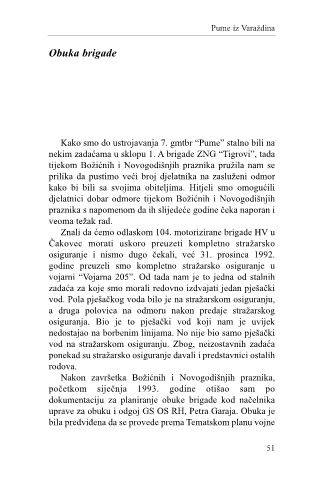 Pume iz Varaždina
Obuka brigade
Kako smo do ustrojavanja 7. gmtbr “Pume” stalno bili na
nekim zadaćama u sklopu 1. A brigade ZNG “Tigrovi”, tada
tijekom Božićnih i Novogodišnjih praznika pružila nam se
prilika da pustimo veći broj djelatnika na zasluženi odmor
kako bi bili sa svojima obiteljima. Hitjeli smo omogućili
djelatnici dobar odmore tijekom Božićnih i Novogodišnjih
praznika s napomenom da ih slijedeće godine čeka naporan i
veoma težak rad.
Znali da ćemo odlaskom 104. motorizirane brigade HV u
Čakovec morati uskoro preuzeti kompletno stražarsko
osiguranje i nismo dugo čekali, već 31. prosinca 1992.
godine preuzeli smo kompletno stražarsko osiguranje u
vojarni “Vojarna 205”. Od tada nam je to jedna od stalnih
zadaća za koje smo morali redovno izdvajati jedan pješački
vod. Pola pješačkog voda bilo je na stražarskom osiguranju,
a druga polovica na odmoru nakon predaje stražarskog
osiguranja. Bio je to pješački vod koji nam je uvijek
nedostajao na borbenim linijama. No nije bio samo pješački
vod na stražarskom osiguranju. Zbog, neizostavnih zadaća
ponekad su stražarsko osiguranje davali i predstavnici ostalih
rodova.
Nakon završetka Božićnih i Novogodišnjih praznika,
početkom siječnja 1993. godine otišao sam po
dokumentaciju za planiranje obuke brigade kod načelnika
uprave za obuku i odgoj GS OS RH, Petra Garaja. Obuka je
bila predviđena da se provede prema Tematskom planu vojne
51